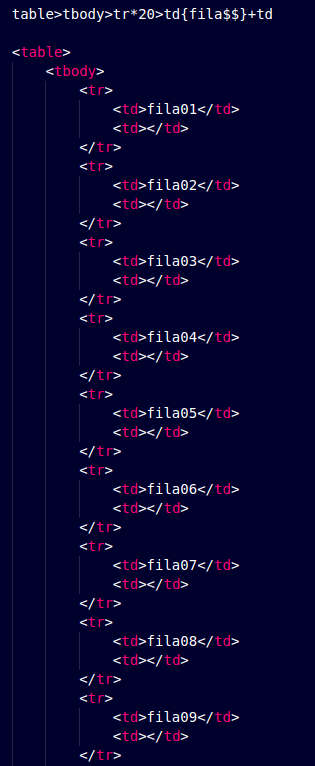 table>tbody>tr*20>td{fila$$}+td
<table>
<tbody>
<tr>
<td>fila01</td>
<td></td>
</tr>
<tr>
<td>fila02</td>
<td></td>
</tr>
<tr>
<td>fila03</td>
<td></td>
</tr>
<tr>
<td>fila04</td>
<td></td>
</tr>
<tr>
<td>fila05</td>
<td></td>
</tr>
<tr>
<td>fila06</td>
<td></td>
</tr>
<tr>
<td>fila07</td>
<td></td>
</tr>
<tr>
<td>fila08</td>
<td></td>
</tr>
<tr>
<td>fila09</td>
<td></td>
</tr>